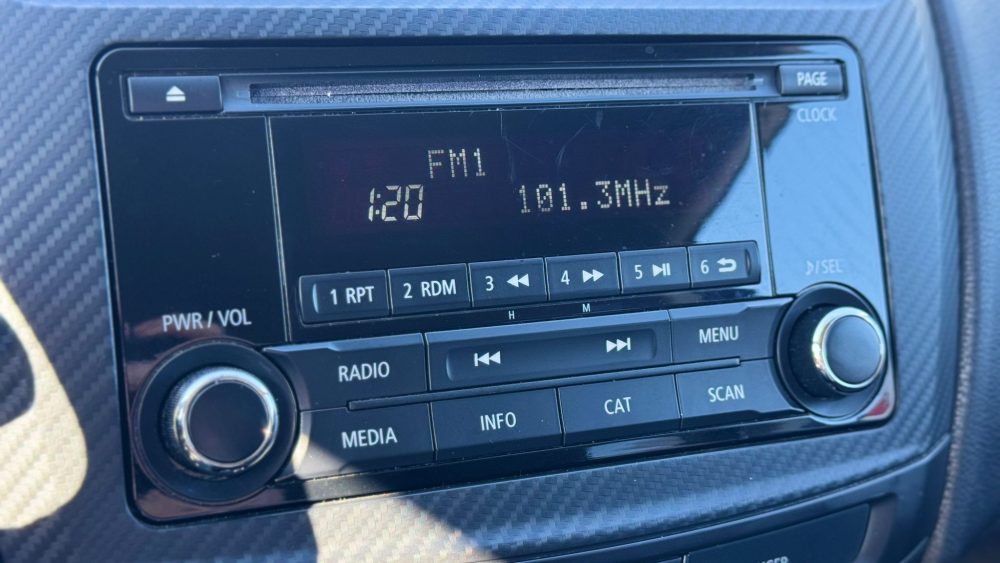 PAGE
CLOCK
FM1
1:20 101.3MHz
♪/SEL
1 RPT 2 RDM 3 4 5 6
H M
PWR / VOL
RADIO MENU
MEDIA INFO CAT SCAN